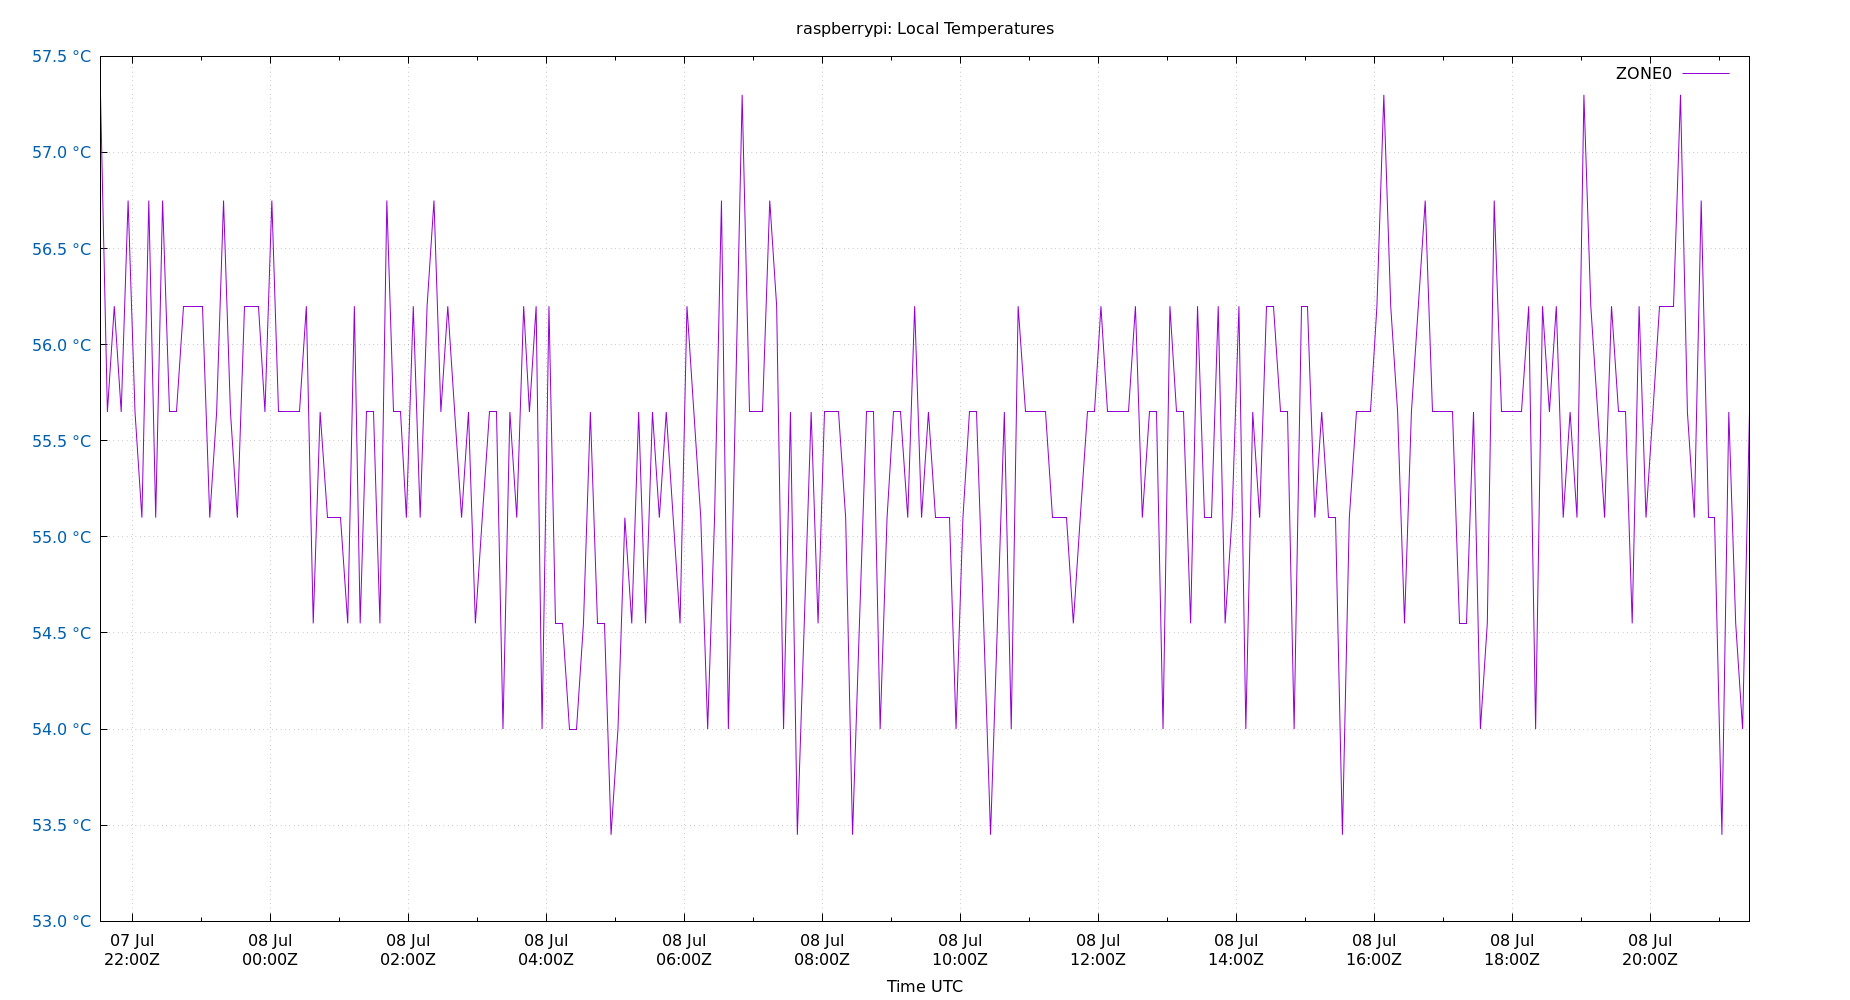 raspberrypi: Local Temperatures
57.5 °C
57.0 °C
56.5 °C
56.0 °C
55.5 °C
55.0 °C
54.5 °C
54.0 °C
53.5 °C
53.0 °C
ZONE0
07 Jul 08 Jul 08 Jul 08 Jul 08 Jul 08 Jul 08 Jul 08 Jul 08 Jul 08 Jul 08 Jul 08 Jul
22:00Z 00:00Z 02:00Z 04:00Z 06:00Z 08:00Z 10:00Z 12:00Z 14:00Z 16:00Z 18:00Z 20:00Z
Time UTC